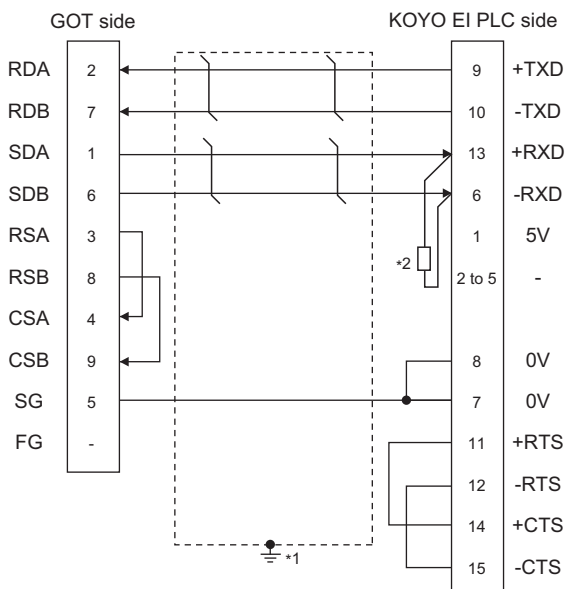 GOT side KOYO EI PLC side
RDA 2 9 +TXD
RDB 7 10 -TXD
SDA 1 13 +RXD
SDB 6 6 -RXD
RSA 3 1 5V
*2
RSB 8 2 to 5 -
CSA 4
CSB 9 8 0V
SG 5 7 0V
FG - 11 +RTS
12 -RTS
14 +CTS
*1
15 -CTS